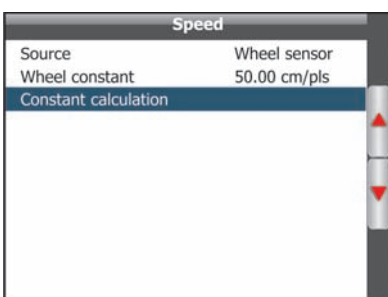 Speed
Source Wheel sensor
Wheel constant 50.00 cm/pls
Constant calculation